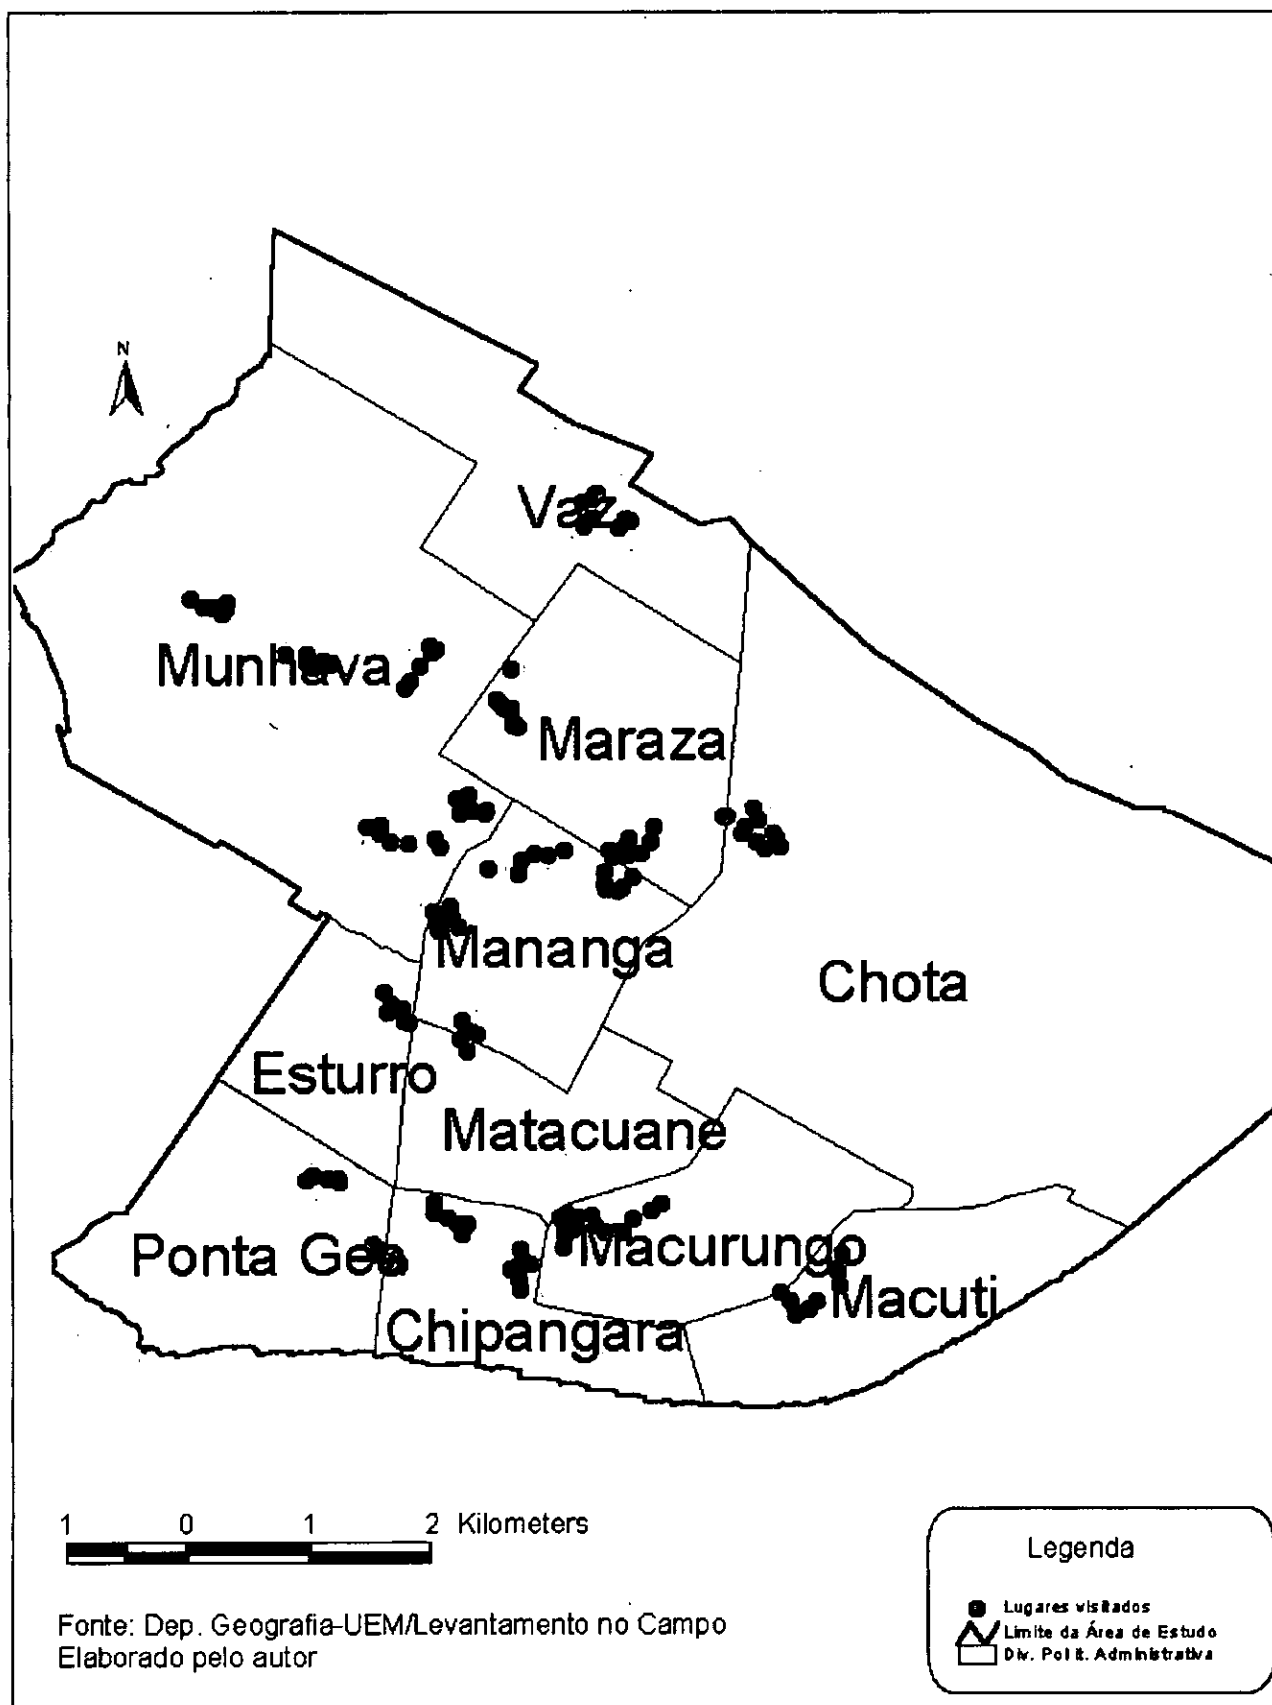 N
Vaz
Munhava
Maraza
Mananga
Chota
Esturro
Matacuane
Ponta Gea
Macurungo
Macuti
Chipangara
1 0 1 2 Kilometers
Legenda
Lugares visitados
Limite da Área de Estudo
Div. Polit. Administrativa
Fonte: Dep. Geografia-UEM/Levantamento no Campo
Elaborado pelo autor